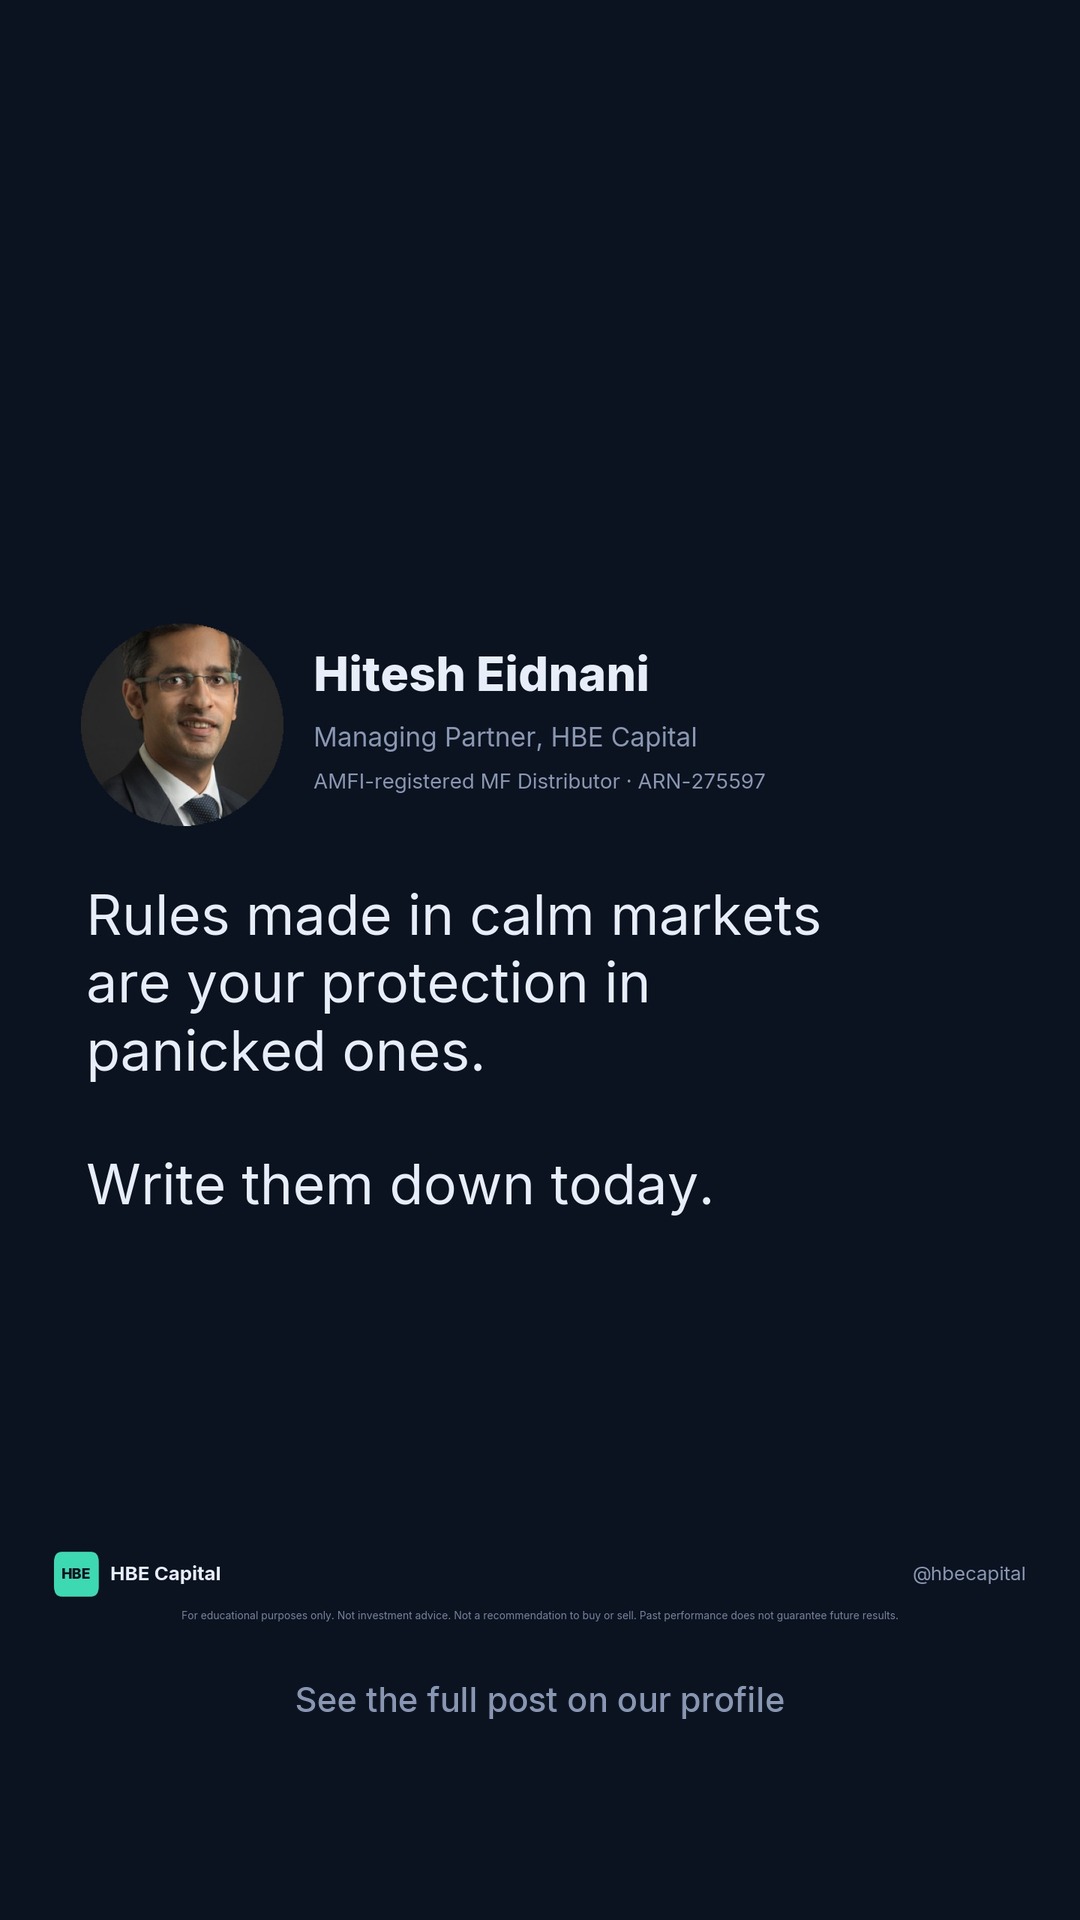 Hitesh Eidnani
Managing Partner, HBE Capital
AMFI-registered MF Distributor · ARN-275597
Rules made in calm markets
are your protection in
panicked ones.
Write them down today.
HBE HBE Capital @hbecapital
For educational purposes only. Not investment advice. Not a recommendation to buy or sell. Past performance does not guarantee future results.
See the full post on our profile